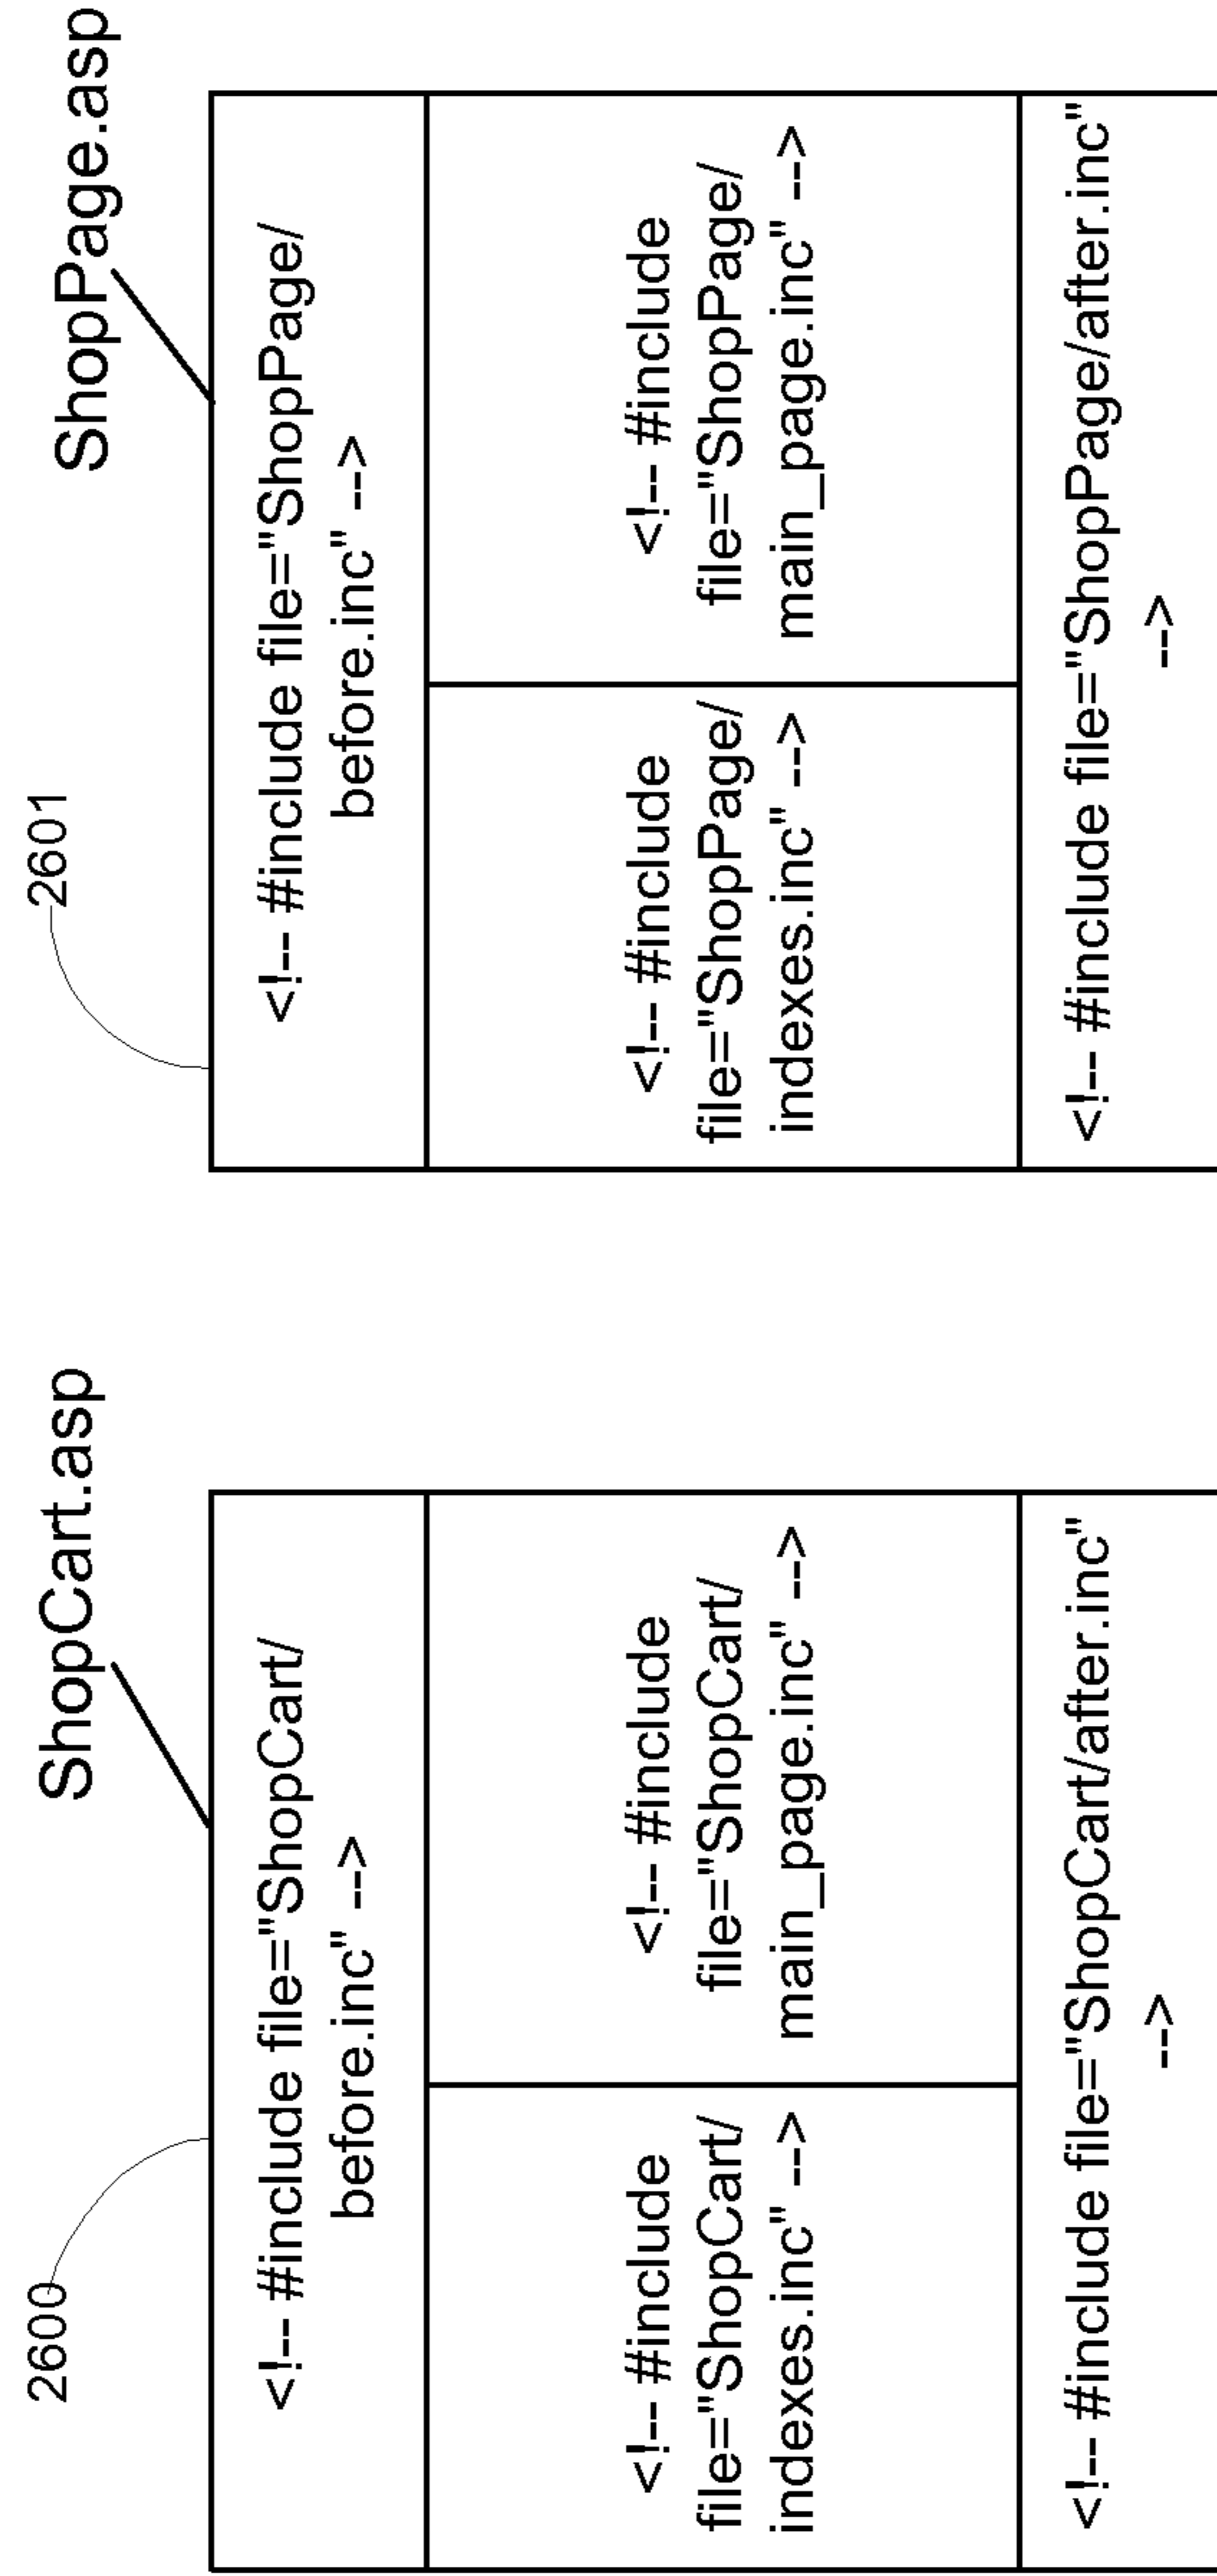 2600
ShopCart.asp
<!-- #include file="ShopCart/
before.inc" -->
<!-- #include
file="ShopCart/
indexes.inc" -->
<!-- #include
file="ShopCart/
main_page.inc" -->
<!-- #include file="ShopCart/after.inc"
-->
2601
ShopPage.asp
<!-- #include file="ShopPage/
before.inc" -->
<!-- #include
file="ShopPage/
indexes.inc" -->
<!-- #include
file="ShopPage/
main_page.inc" -->
<!-- #include file="ShopPage/after.inc"
-->